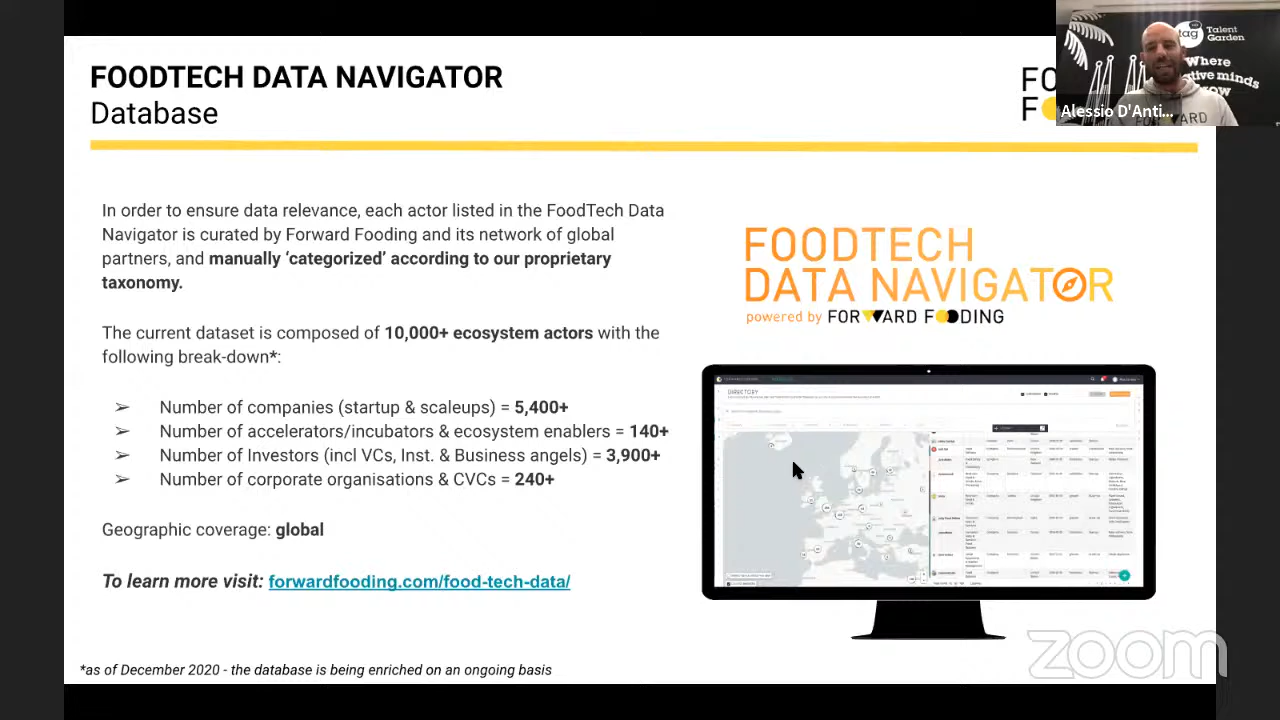 FOODTECH DATA NAVIGATOR
Database
FO
F
tag
Talent
Garden
Where
tive minds
Alessio D'Anti...
FORWARD
In order to ensure data relevance, each actor listed in the FoodTech Data
Navigator is curated by Forward Fooding and its network of global
partners, and manually ‘categorized’ according to our proprietary
taxonomy.
The current dataset is composed of 10,000+ ecosystem actors with the
following break-down*:
➢ Number of companies (startup & scaleups) = 5,400+
➢ Number of accelerators/incubators & ecosystem enablers = 140+
➢ Number of Investors (incl VCs, Inst. & Business angels) = 3,900+
➢ Number of corporate organisations & CVCs = 240+
Geographic coverage: global
To learn more visit: forwardfooding.com/food-tech-data/
FOODTECH
DATA NAVIGATOR
powered by FORWARD FOODING
DIRECTORY
*as of December 2020 - the database is being enriched on an ongoing basis
zoom